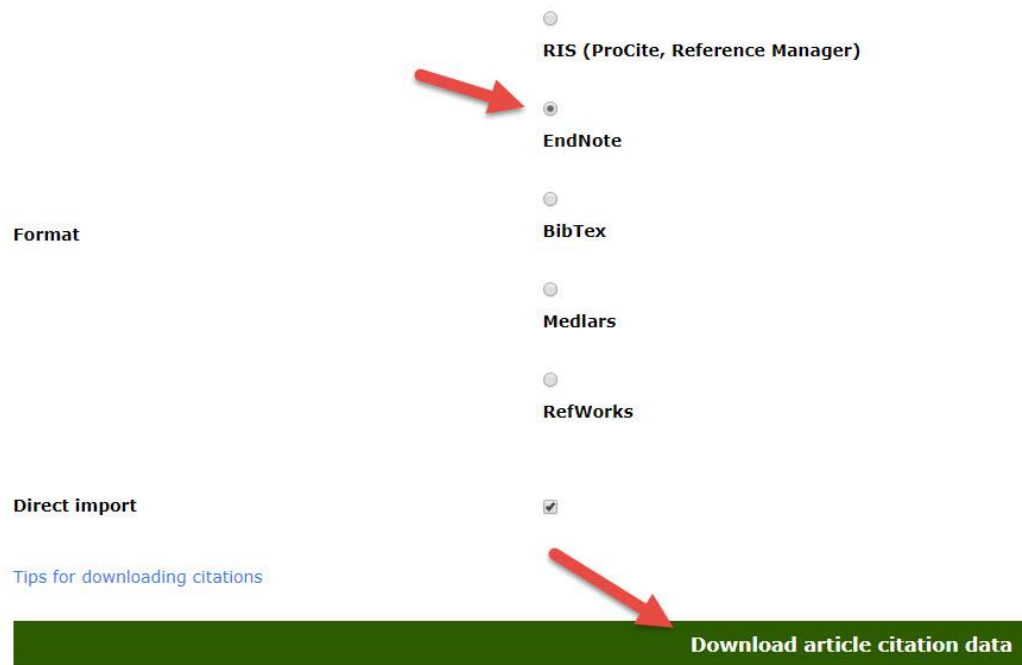 RIS (ProCite, Reference Manager)
EndNote
Format
BibTex
Medlars
RefWorks
Direct import
Tips for downloading citations
Download article citation data